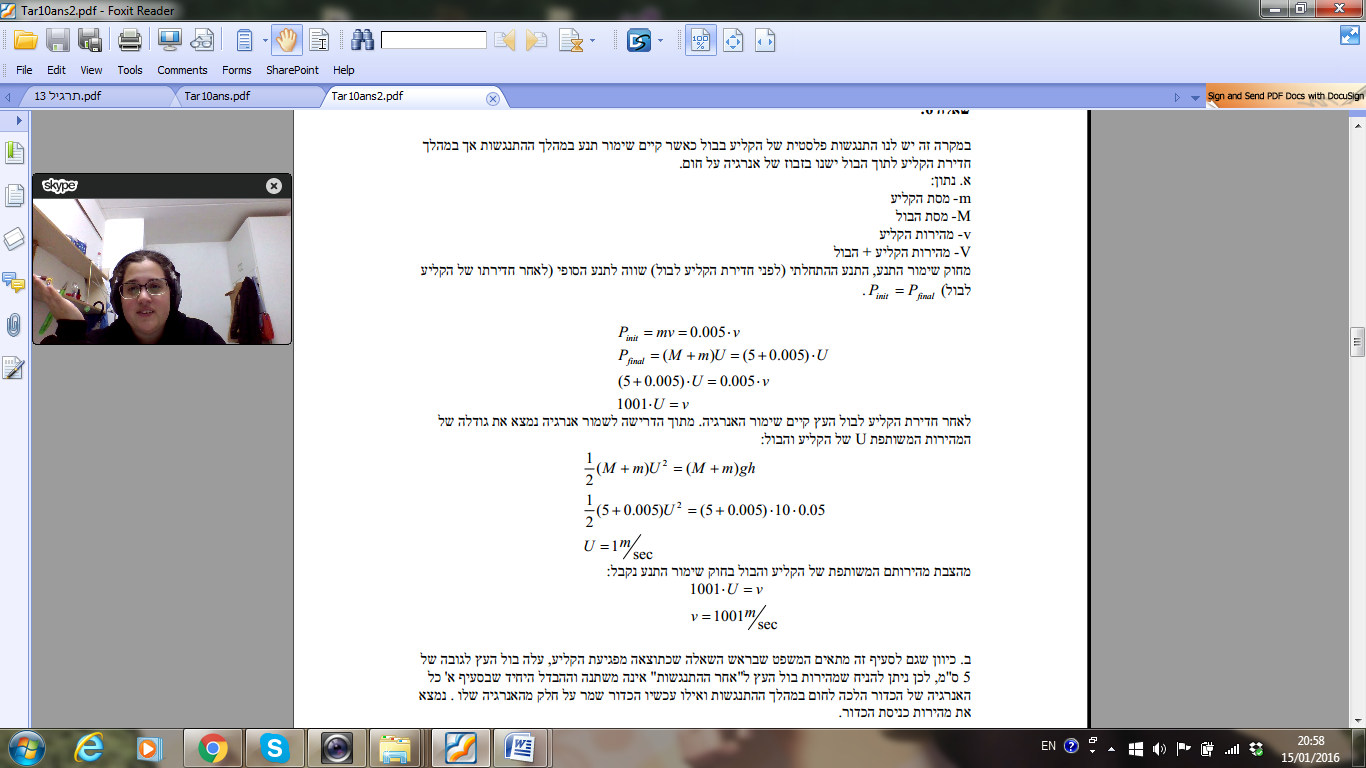 Tar10ans2.pdf - Foxit Reader
File Edit View Tools Comments Forms SharePoint Help
תרגיל 13.pdf Tar10ans.pdf Tar10ans2.pdf
Sign and Send PDF Docs with DocuSign
skype
במקרה זה יש לנו התנגשות פלסטית של הקליע בבול כאשר קיים שימור תנע במהלך ההתנגשות אך במהלך
חדירת הקליע לתוך הבול ישנו בזבוז של אנרגיה על חום.
א. נתון:
m- מסת הקליע
M- מסת הבול
v- מהירות הקליע
V- מהירות הקליע + הבול
מחוק שימור התנע, התנע ההתחלתי (לפני חדירת הקליע לבול) שווה לתנע הסופי (לאחר חדירתו של הקליע
לבול) P_init = P_final .
P_init = mv = 0.005·v
P_final = (M + m)U = (5 + 0.005)·U
(5 + 0.005)·U = 0.005·v
1001·U = v
לאחר חדירת הקליע לבול העץ קיים שימור האנרגיה. מתוך הדרישה לשמור אנרגיה נמצא את גודלה של
המהירות המשותפת U של הקליע והבול:
1/2 (M + m)U² = (M + m)gh
1/2 (5 + 0.005)U² = (5 + 0.005)·10·0.05
U = 1 m/sec
מהצבת מהירותם המשותפת של הקליע והבול בחוק שימור התנע נקבל:
1001·U = v
v = 1001 m/sec
ב. כיוון שגם לסעיף זה מתאים המשפט שבראש השאלה שכתוצאה מפגיעת הקליע, עלה בול העץ לגובה של
5 ס"מ, לכן ניתן להניח שמהירות בול העץ ל"אחר ההתנגשות" אינה משתנה וההבדל היחיד שבסעיף א' כל
האנרגיה של הכדור הלכה לחום במהלך ההתנגשות ואילו עכשיו הכדור שמר על חלק מהאנרגיה שלו . נמצא
את מהירות כניסת הכדור.
EN
20:58
15/01/2016